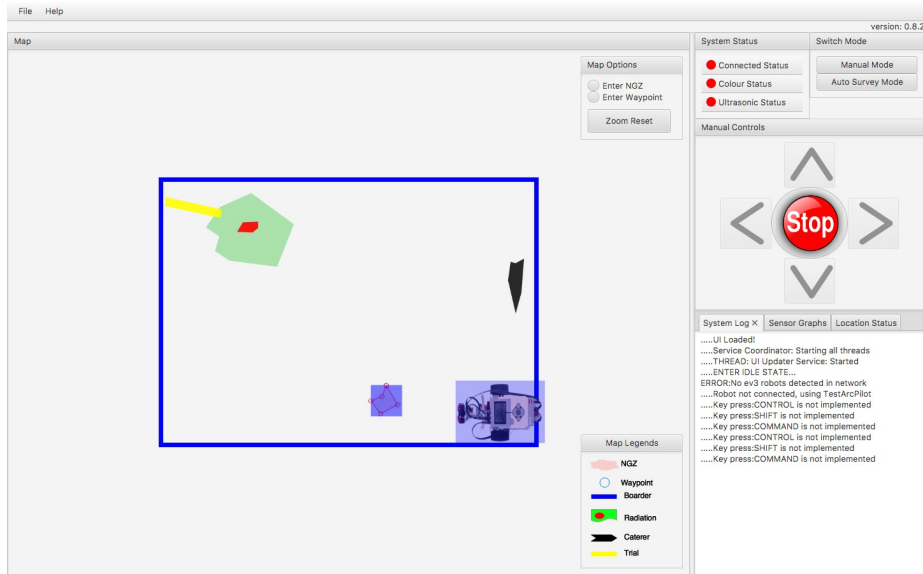 File Help
version: 0.8.2
Map
Map Options
Enter NGZ
Enter Waypoint
Zoom Reset
Map Legends
NGZ
Waypoint
Boarder
Radiation
Caterer
Trial
System Status
Connected Status
Colour Status
Ultrasonic Status
Switch Mode
Manual Mode
Auto Survey Mode
Manual Controls
Stop
System Log × Sensor Graphs Location Status
.....UI Loaded!
.....Service Coordinator: Starting all threads
.....THREAD: UI Updater Service: Started
.....ENTER IDLE STATE...
ERROR:No ev3 robots detected in network
.....Robot not connected, using TestArcPilot
.....Key press:CONTROL is not implemented
.....Key press:SHIFT is not implemented
.....Key press:COMMAND is not implemented
.....Key press:CONTROL is not implemented
.....Key press:SHIFT is not implemented
.....Key press:COMMAND is not implemented